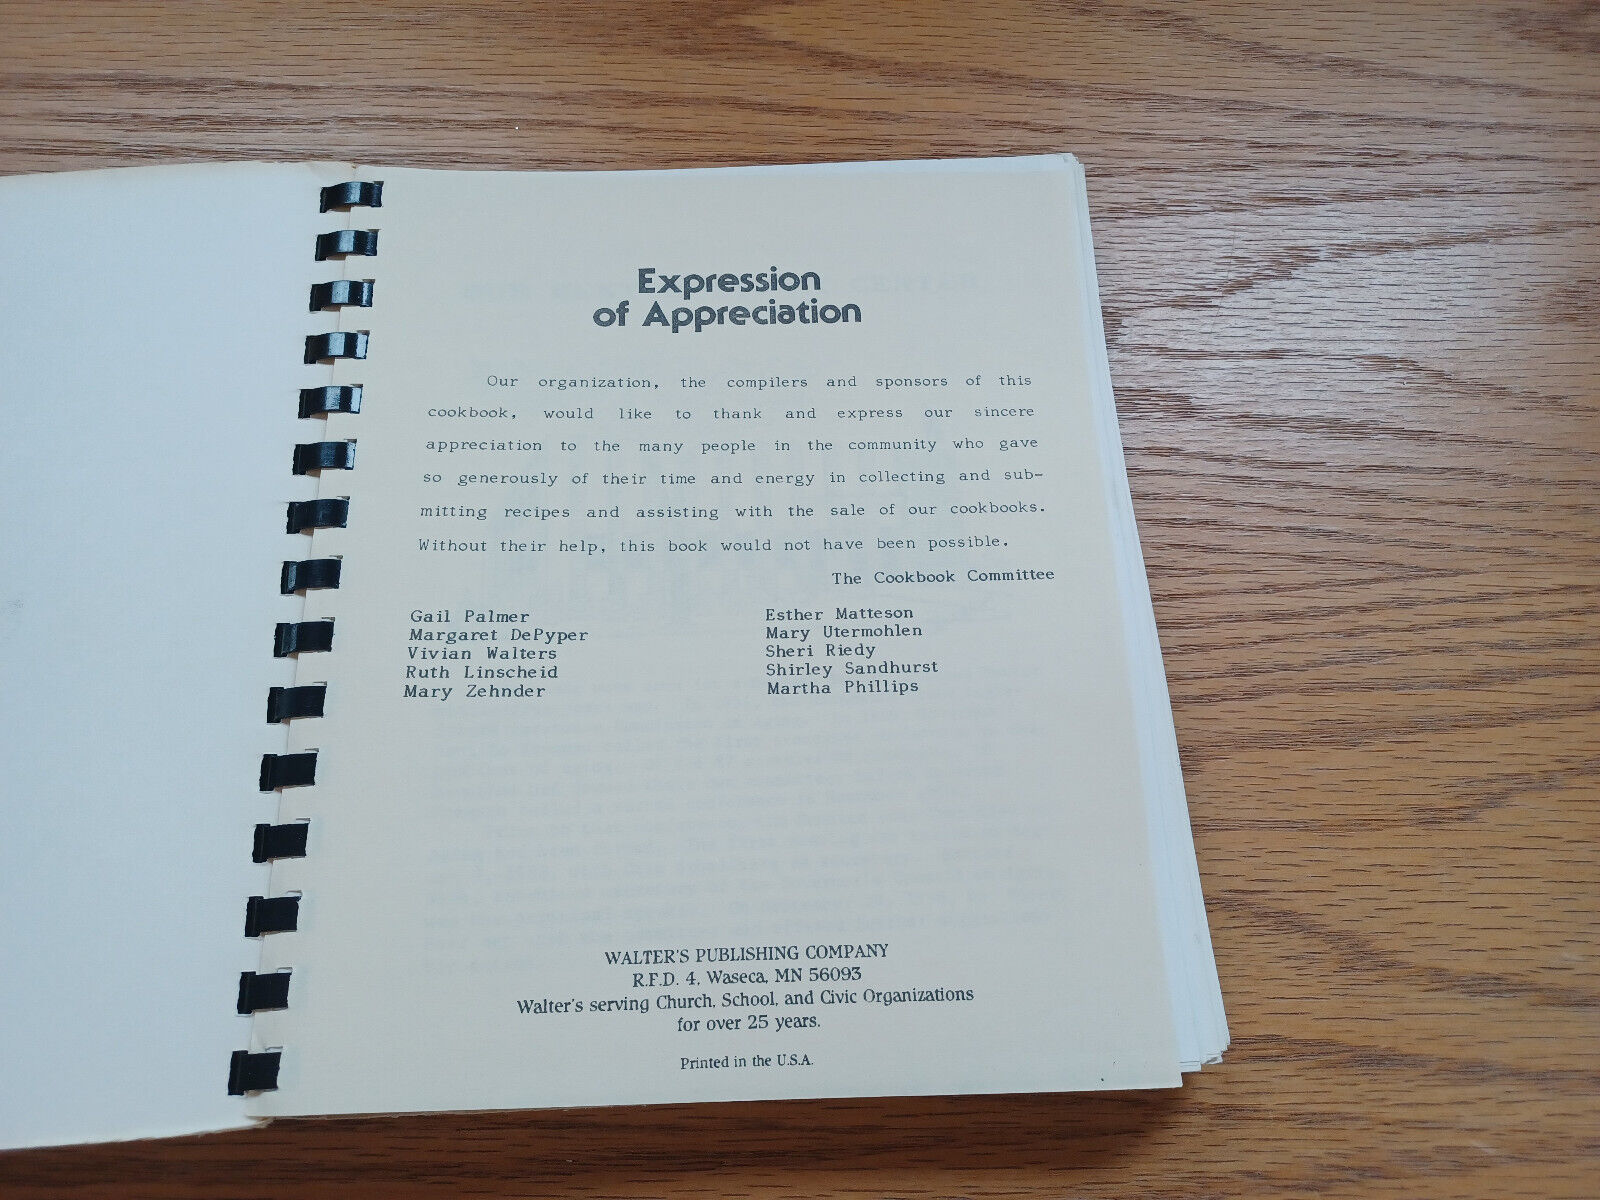 Expression
of Appreciation
Our organization, the compilers and sponsors of this
cookbook, would like to thank and express our sincere
appreciation to the many people in the community who gave
so generously of their time and energy in collecting and sub-
mitting recipes and assisting with the sale of our cookbooks.
Without their help, this book would not have been possible.
The Cookbook Committee
Gail Palmer
Margaret DePyper
Vivian Walters
Ruth Linscheid
Mary Zehnder
Esther Matteson
Mary Utermohlen
Sheri Riedy
Shirley Sandhurst
Martha Phillips
WALTER'S PUBLISHING COMPANY
R.F.D. 4, Waseca, MN 56093
Walter's serving Church, School, and Civic Organizations
for over 25 years.
Printed in the U.S.A.